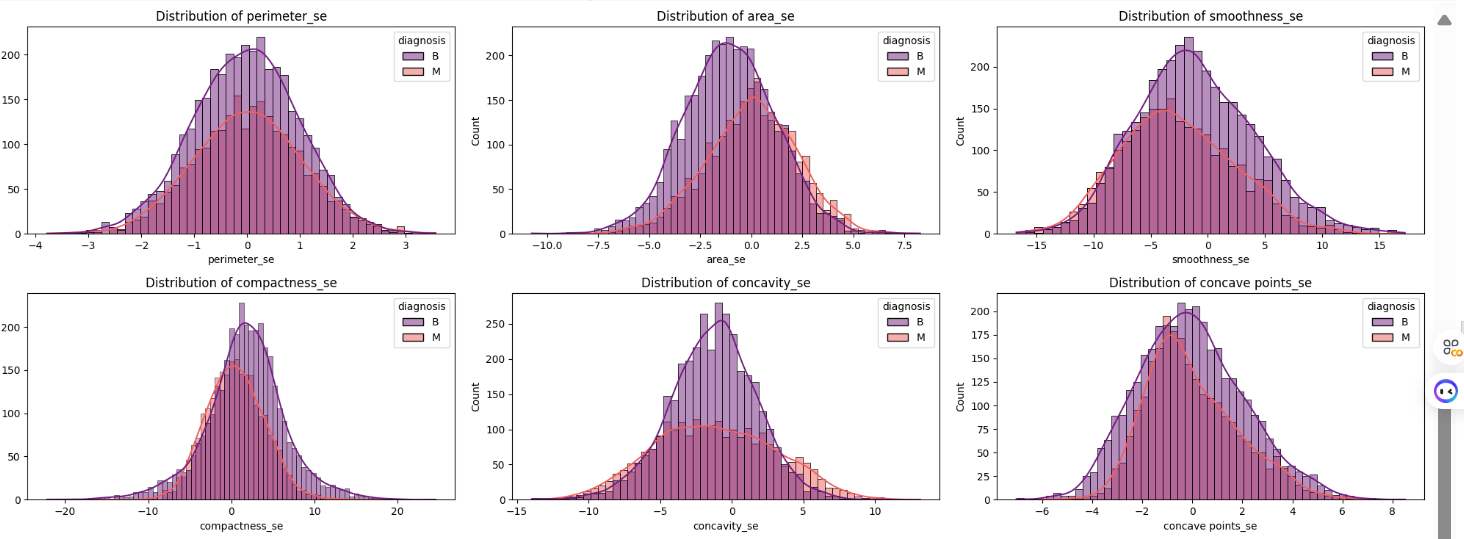 Distribution of perimeter_se
200
150
100
50
0
−4 −3 −2 −1 0 1 2 3
perimeter_se
diagnosis
B
M
Distribution of area_se
Count
200
150
100
50
0
−10.0 −7.5 −5.0 −2.5 0.0 2.5 5.0 7.5
area_se
diagnosis
B
M
Distribution of smoothness_se
Count
200
150
100
50
0
−15 −10 −5 0 5 10 15
smoothness_se
diagnosis
B
M
Distribution of compactness_se
200
150
100
50
0
−20 −10 0 10 20
compactness_se
diagnosis
B
M
Distribution of concavity_se
Count
250
200
150
100
50
0
−15 −10 −5 0 5 10
concavity_se
diagnosis
B
M
Distribution of concave points_se
Count
200
175
150
125
100
75
50
25
0
−6 −4 −2 0 2 4 6 8
concave points_se
diagnosis
B
M